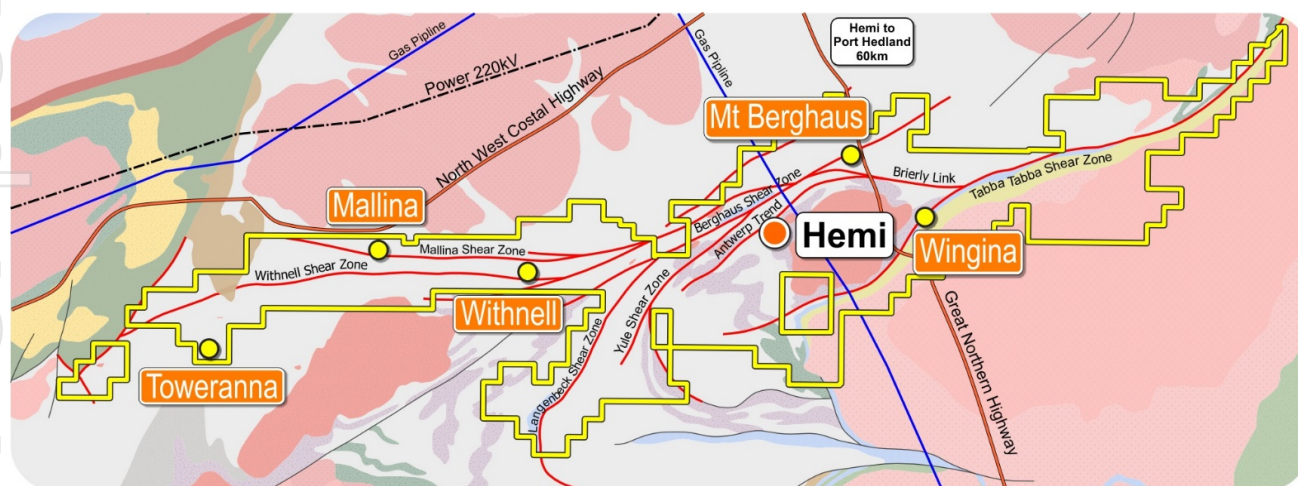 Hemi to
Port Hedland
60km
Gas Pipeline
Power 220kV
Gas Pipeline
North West Costal Highway
Mt Berghaus
Brierly Link
Tabba Tabba Shear Zone
Mallina
Berghaus Shear Zone
Antwerp Trend
Hemi
Wingina
Mallina Shear Zone
Withnell Shear Zone
Withnell
Yule Shear Zone
Langenbeck Shear Zone
Great Northern Highway
Toweranna